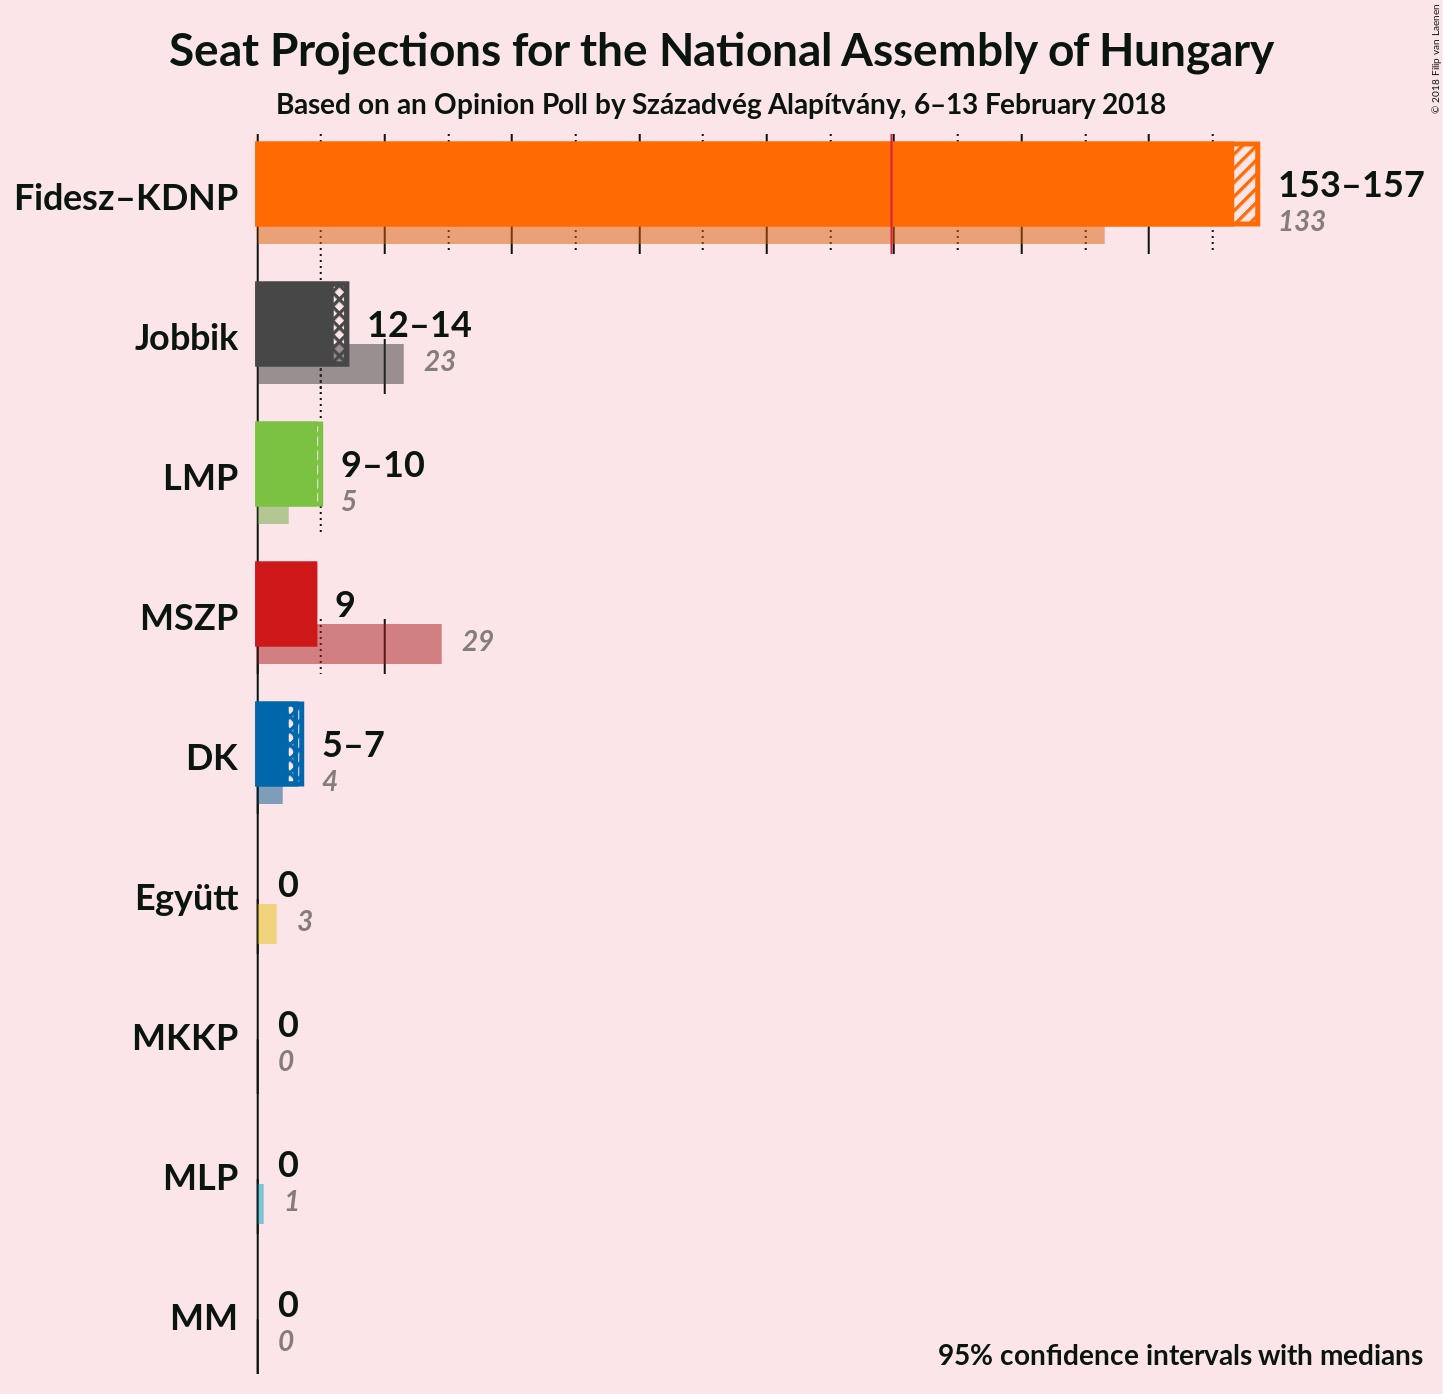 Seat Projections for the National Assembly of Hungary
Based on an Opinion Poll by Századvég Alapítvány, 6–13 February 2018
© 2018 Filip van Laenen
Fidesz–KDNP
153–157
133
Jobbik
12–14
23
LMP
9–10
5
MSZP
9
29
DK
5–7
4
Együtt
0
3
MKKP
0
0
MLP
0
1
MM
0
0
95% confidence intervals with medians